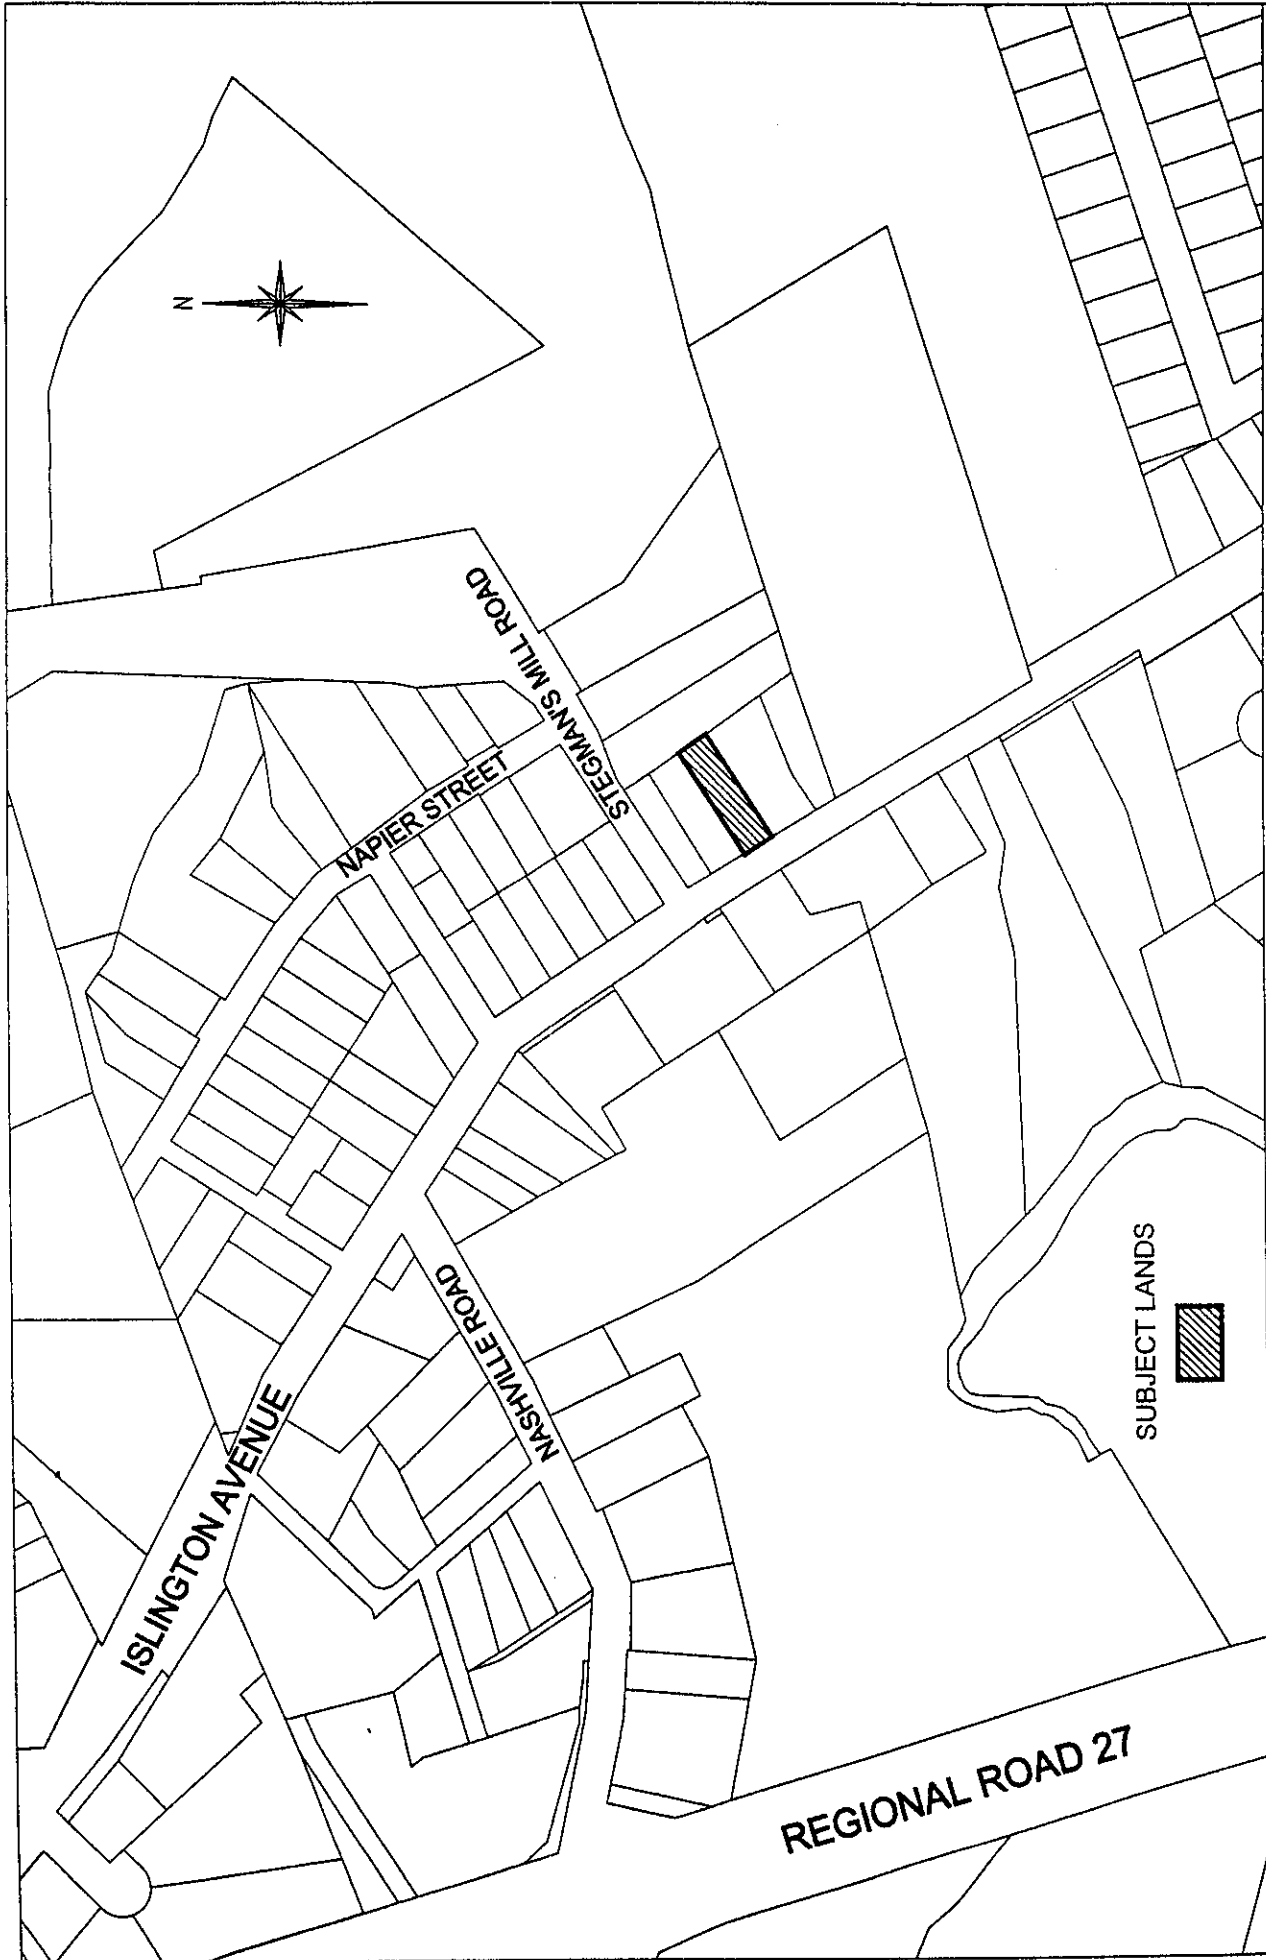 N
STEGMAN'S MILL ROAD
NAPIER STREET
ISLINGTON AVENUE
NASHVILLE ROAD
SUBJECT LANDS
REGIONAL ROAD 27